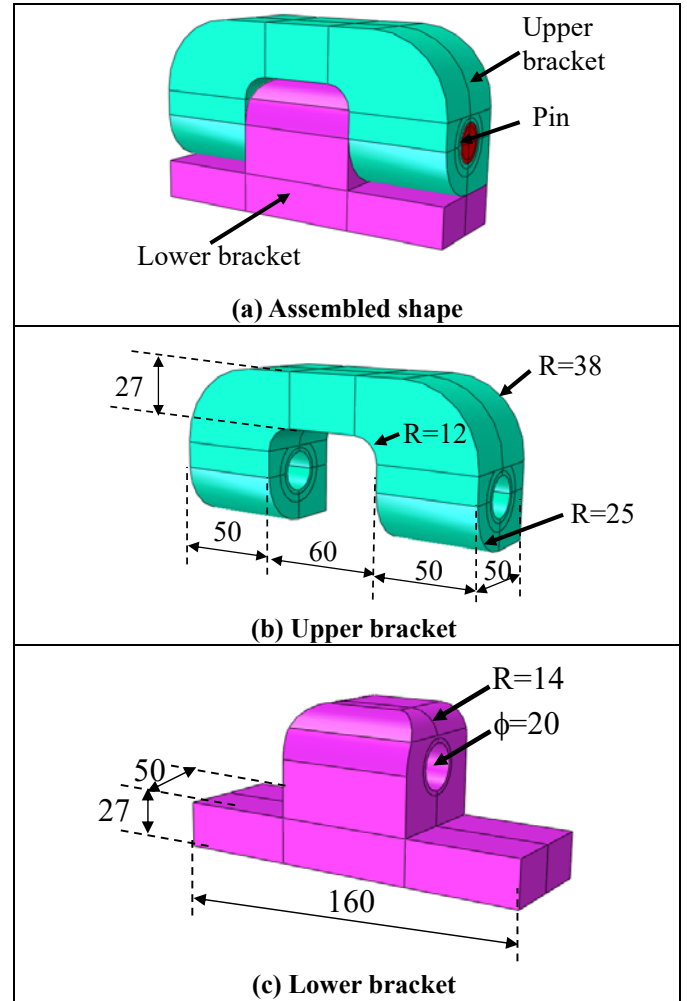 Upper
bracket
Pin
Lower bracket
(a) Assembled shape
27
R=38
R=12
R=25
50
60
50
50
(b) Upper bracket
R=14
ϕ=20
50
27
160
(c) Lower bracket